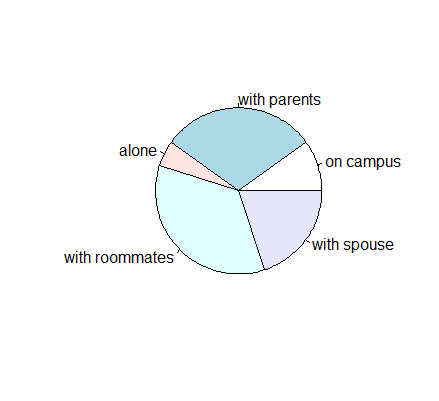 with parents
alone
on campus
with spouse
with roommates